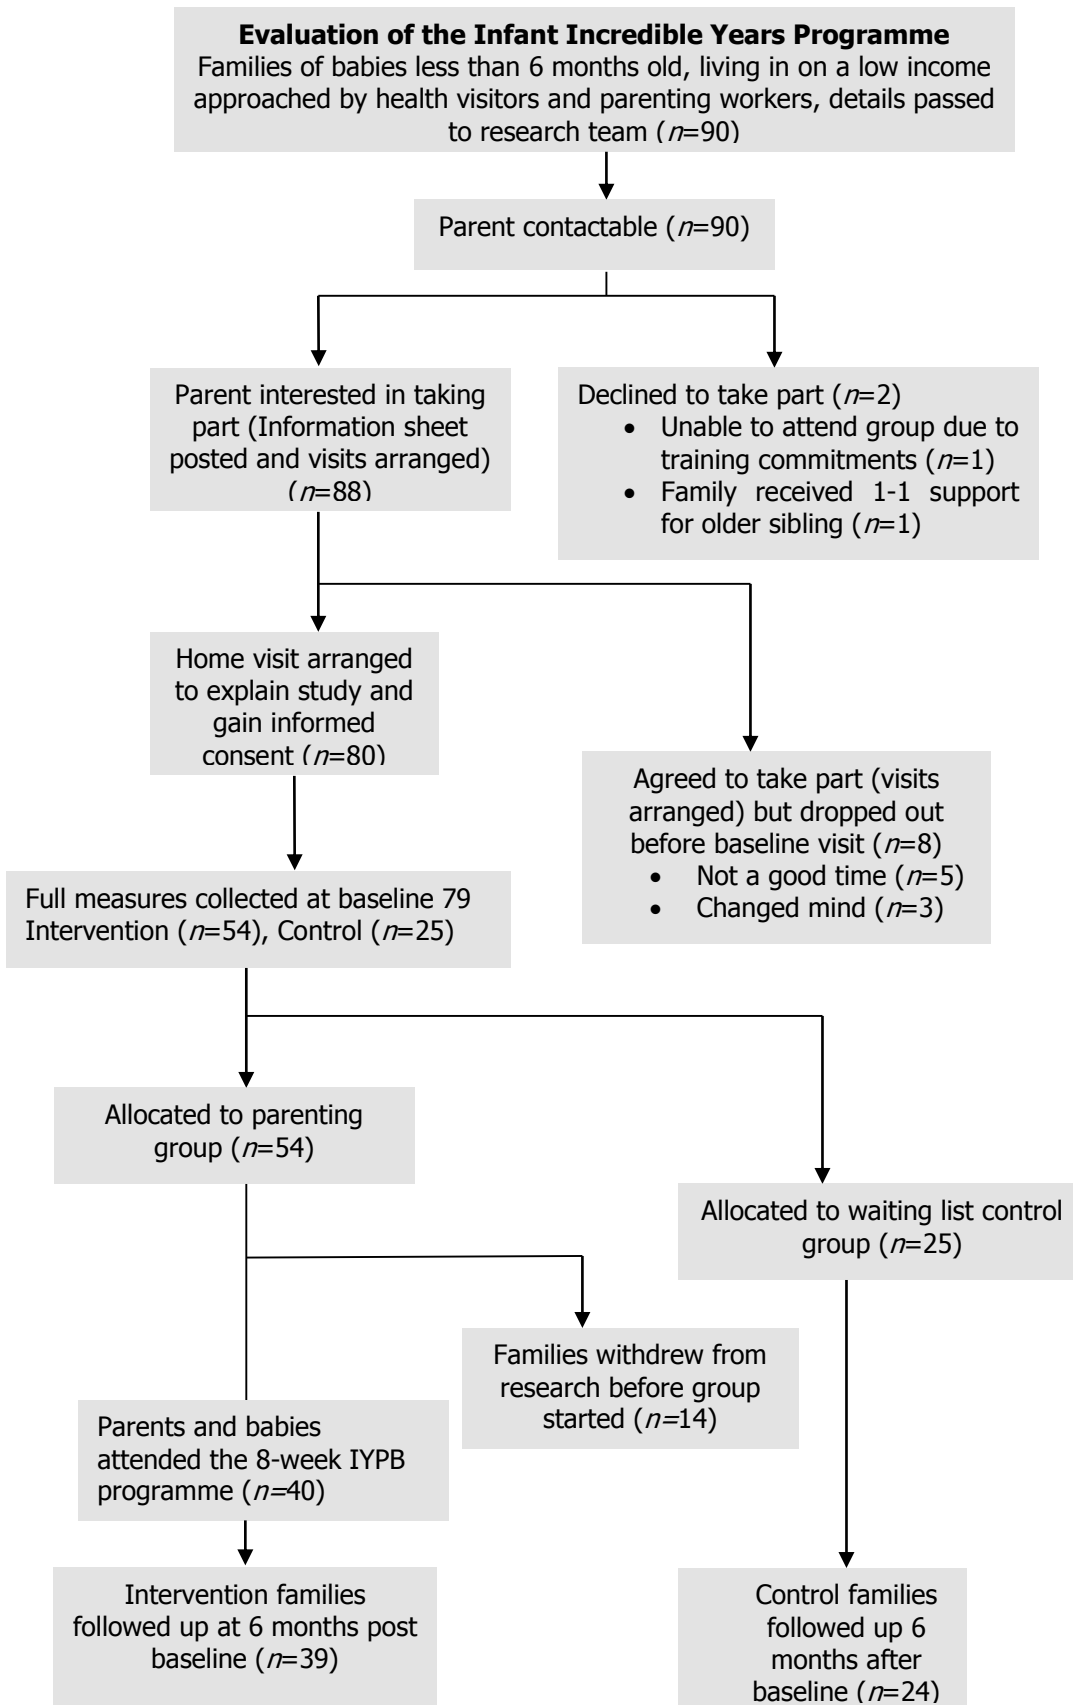 Evaluation of the Infant Incredible Years Programme
Families of babies less than 6 months old, living in on a low income
approached by health visitors and parenting workers, details passed
to research team (n=90)
Parent contactable (n=90)
Parent interested in taking
part (Information sheet
posted and visits arranged)
(n=88)
Declined to take part (n=2)
• Unable to attend group due to
training commitments (n=1)
• Family received 1-1 support
for older sibling (n=1)
Home visit arranged
to explain study and
gain informed
consent (n=80)
Agreed to take part (visits
arranged) but dropped out
before baseline visit (n=8)
• Not a good time (n=5)
• Changed mind (n=3)
Full measures collected at baseline 79
Intervention (n=54), Control (n=25)
Allocated to parenting
group (n=54)
Allocated to waiting list control
group (n=25)
Families withdrew from
research before group
started (n=14)
Parents and babies
attended the 8-week IYPB
programme (n=40)
Intervention families
followed up at 6 months post
baseline (n=39)
Control families
followed up 6
months after
baseline (n=24)